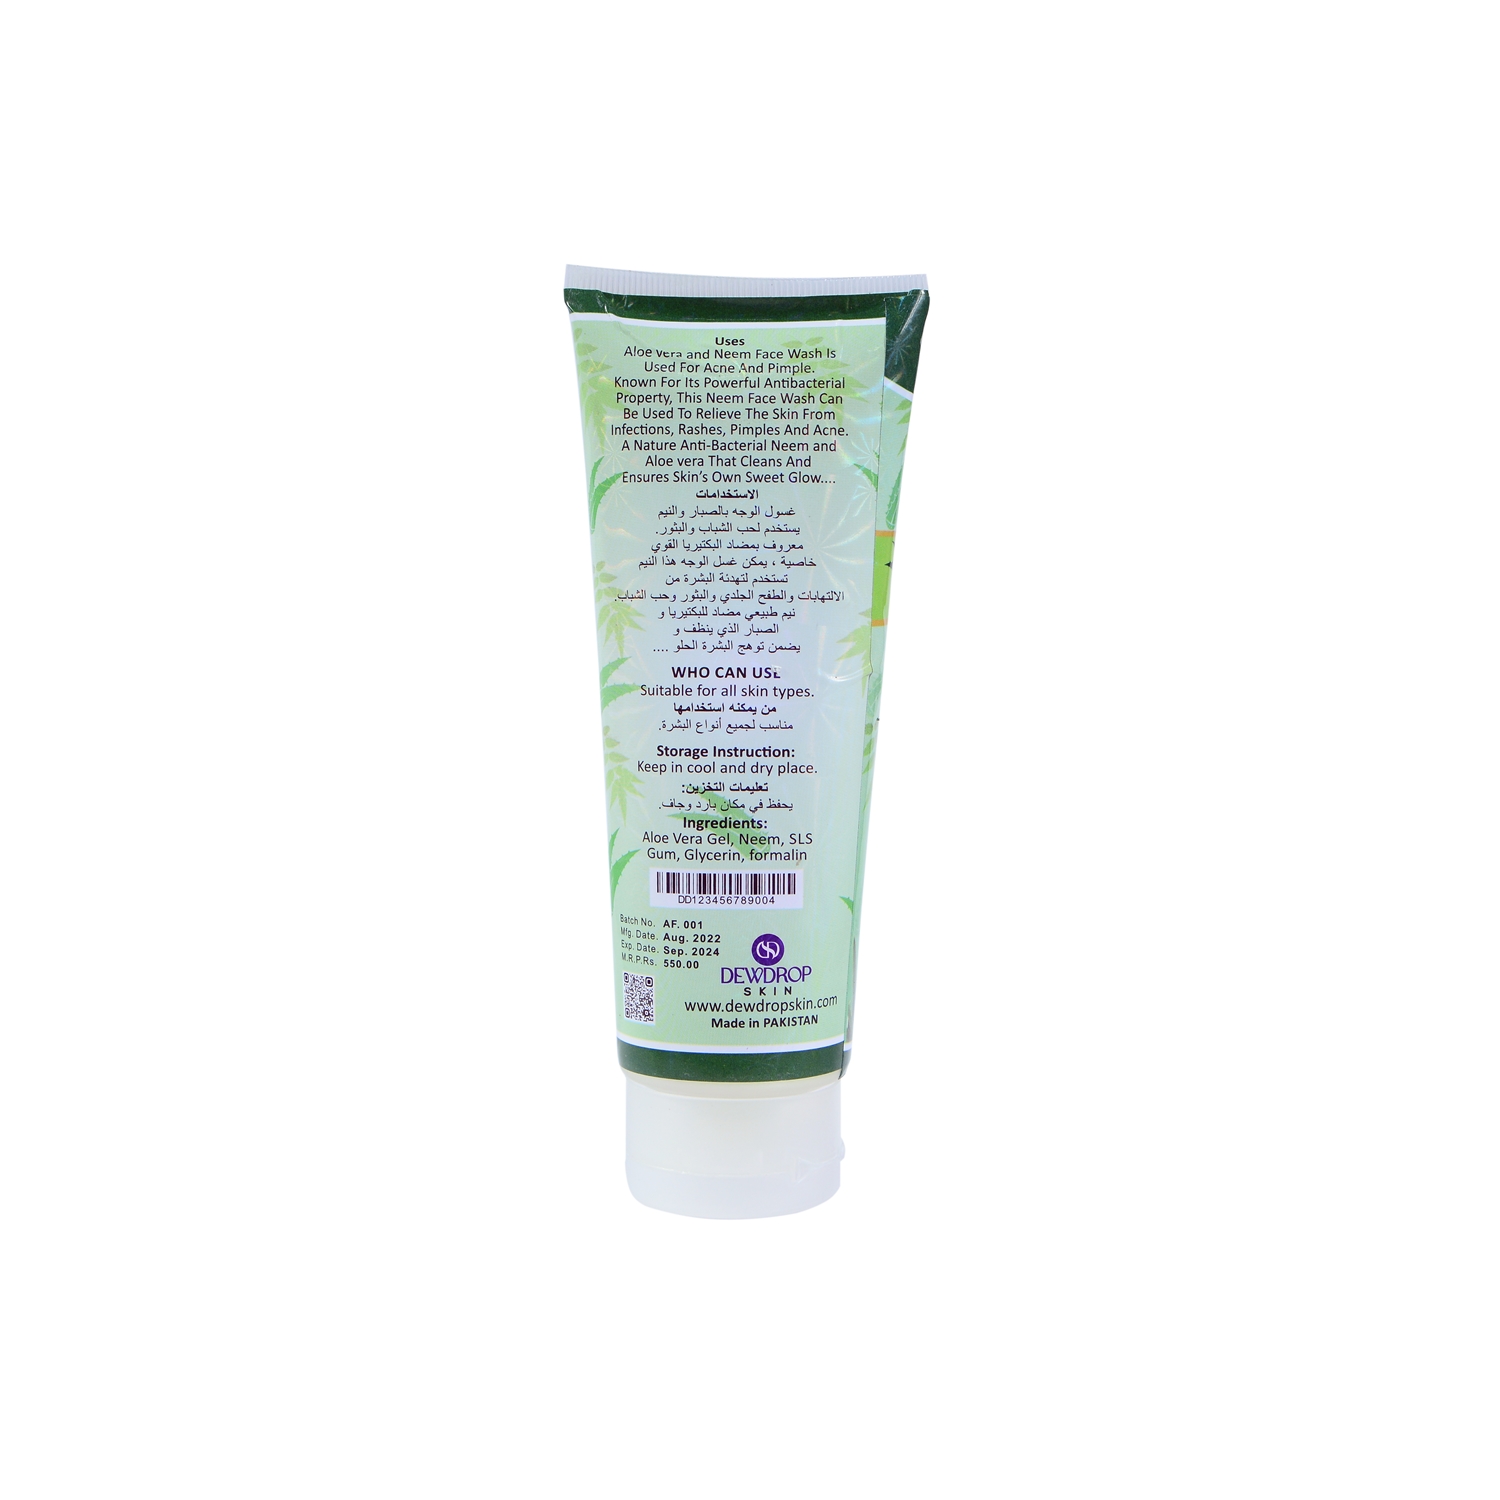 Uses
Aloe vera and Neem Face Wash Is
Used For Acne And Pimple.
Known For Its Powerful Antibacterial
Property, This Neem Face Wash Can
Be Used To Relieve The Skin From
Infections, Rashes, Pimples And Acne.
A Nature Anti-Bacterial Neem and
Aloe vera That Cleans And
Ensures Skin's Own Sweet Glow....
الاستخدامات
غسول الوجه بالصبار والنيم
يستخدم لحب الشباب والبثور.
معروف بمضاد البكتيريا القوي
خاصية ، يمكن غسل الوجه هذا النيم
تستخدم لتهدئة البشرة من
الالتهابات والطفح الجلدي والبثور وحب الشباب.
نيم طبيعي مضاد للبكتيريا و
الصبار الذي ينظف و
يضمن توهج البشرة الحلو ....
WHO CAN USE
Suitable for all skin types.
من يمكنه استخدامها
مناسب لجميع أنواع البشرة.
Storage Instruction:
Keep in cool and dry place.
تعليمات التخزين:
يحفظ في مكان بارد وجاف.
Ingredients:
Aloe Vera Gel, Neem, SLS
Gum, Glycerin, formalin
DD123456789004
Batch No. AF. 001
Mfg. Date. Aug. 2022
Exp. Date. Sep. 2024
M.R.P.Rs. 550.00
DEWDROP
SKIN
www.dewdropskin.com
Made in PAKISTAN